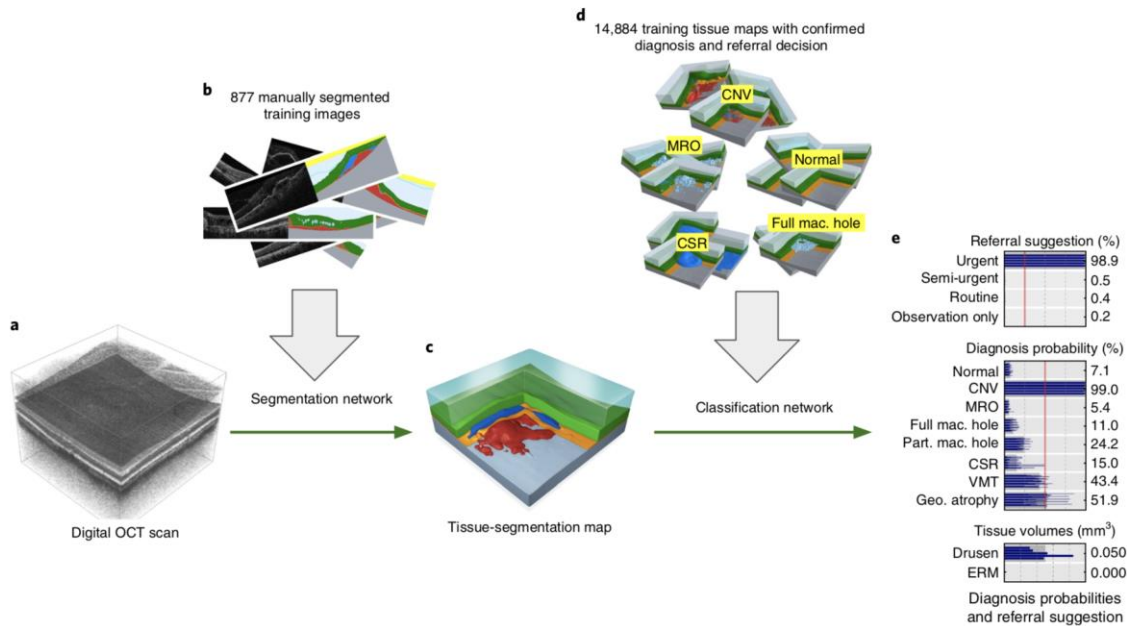 d
14,884 training tissue maps with confirmed
diagnosis and referral decision
b
877 manually segmented
training images
CNV
MRO
Normal
Full mac. hole
CSR
a
Segmentation network
c
Classification network
Digital OCT scan
Tissue-segmentation map
e
Referral suggestion (%)
Urgent 98.9
Semi-urgent 0.5
Routine 0.4
Observation only 0.2
Diagnosis probability (%)
Normal 7.1
CNV 99.0
MRO 5.4
Full mac. hole 11.0
Part. mac. hole 24.2
CSR 15.0
VMT 43.4
Geo. atrophy 51.9
Tissue volumes (mm³)
Drusen 0.050
ERM 0.000
Diagnosis probabilities
and referral suggestion